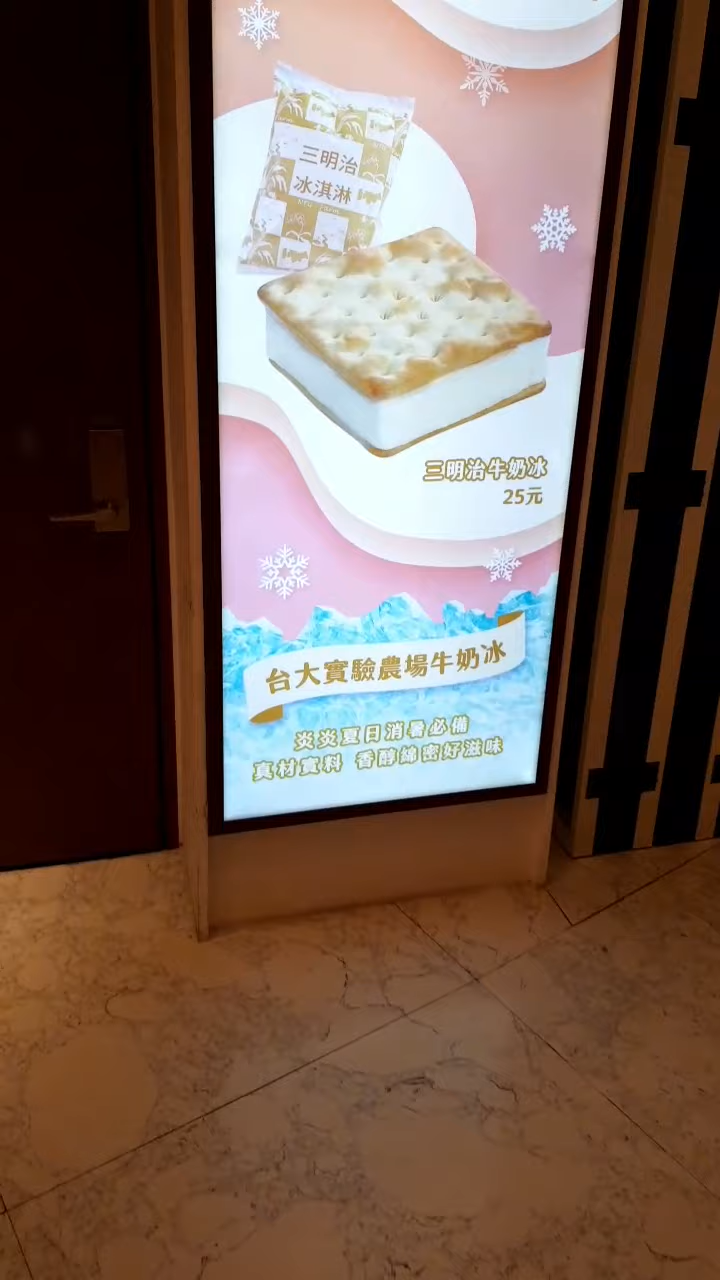 三明治
冰淇淋
三明治牛奶冰
25元
台大實驗農場牛奶冰
炎炎夏日消暑必備
真材實料 香醇綿密好滋味